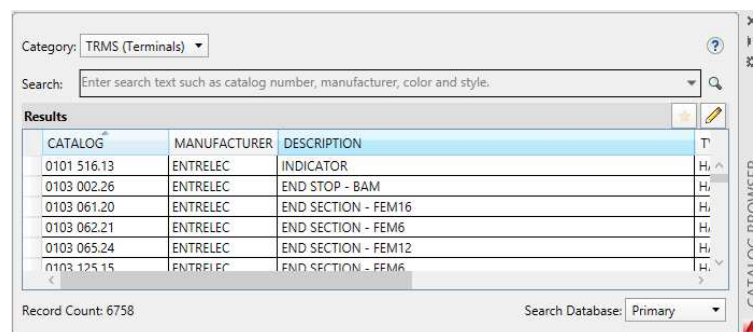 Category: TRMS (Terminals)
Search: Enter search text such as catalog number, manufacturer, color and style.
Results
CATALOG MANUFACTURER DESCRIPTION
0101 516.13 ENTRELEC INDICATOR
0103 002.26 ENTRELEC END STOP - BAM
0103 061.20 ENTRELEC END SECTION - FEM16
0103 062.21 ENTRELEC END SECTION - FEM6
0103 065.24 ENTRELEC END SECTION - FEM12
0103 125.15 ENTRELEC END SECTION - FEM6
Record Count: 6758 Search Database: Primary
CATALOG BROWSER